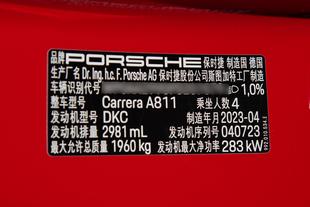 品牌 PORSCHE 保时捷 制造国 德国
生产厂名 Dr. Ing. h.c. F. Porsche AG 保时捷股份公司斯图加特工厂制造
车辆识别代号 1,0%
整车型号 Carrera A811 乘坐人数 4
发动机型号 DKC 制造年月 2023-04
发动机排量 2981 mL 发动机序列号 040723
最大允许总质量 1960 kg 发动机最大净功率 283 kW